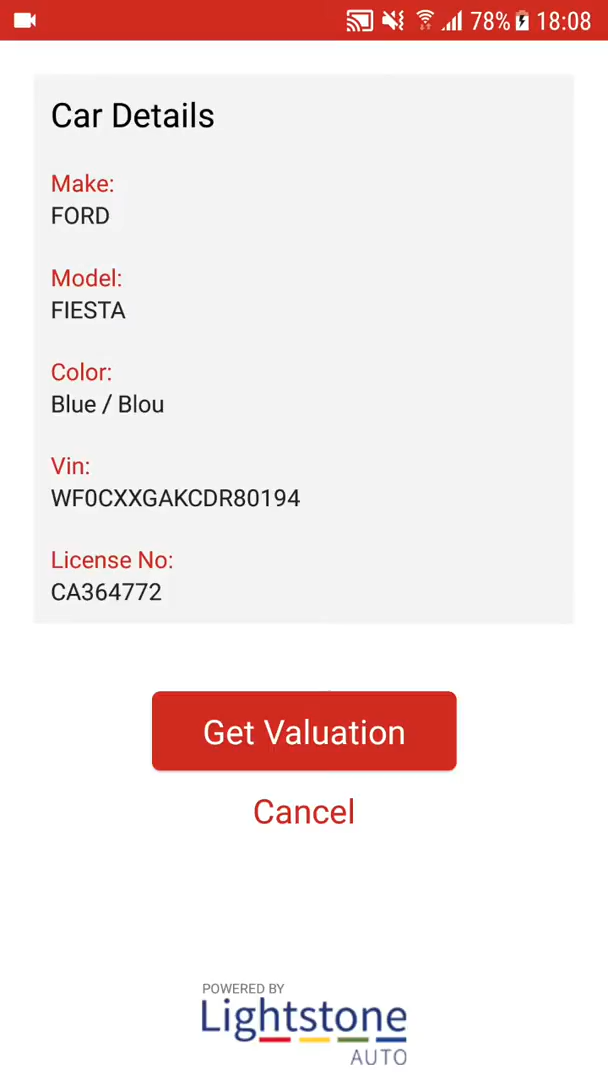 78% 18:08
Car Details
Make:
FORD
Model:
FIESTA
Color:
Blue / Blou
Vin:
WF0CXXGAKCDR80194
License No:
CA364772
Get Valuation
Cancel
POWERED BY
Lightstone
AUTO